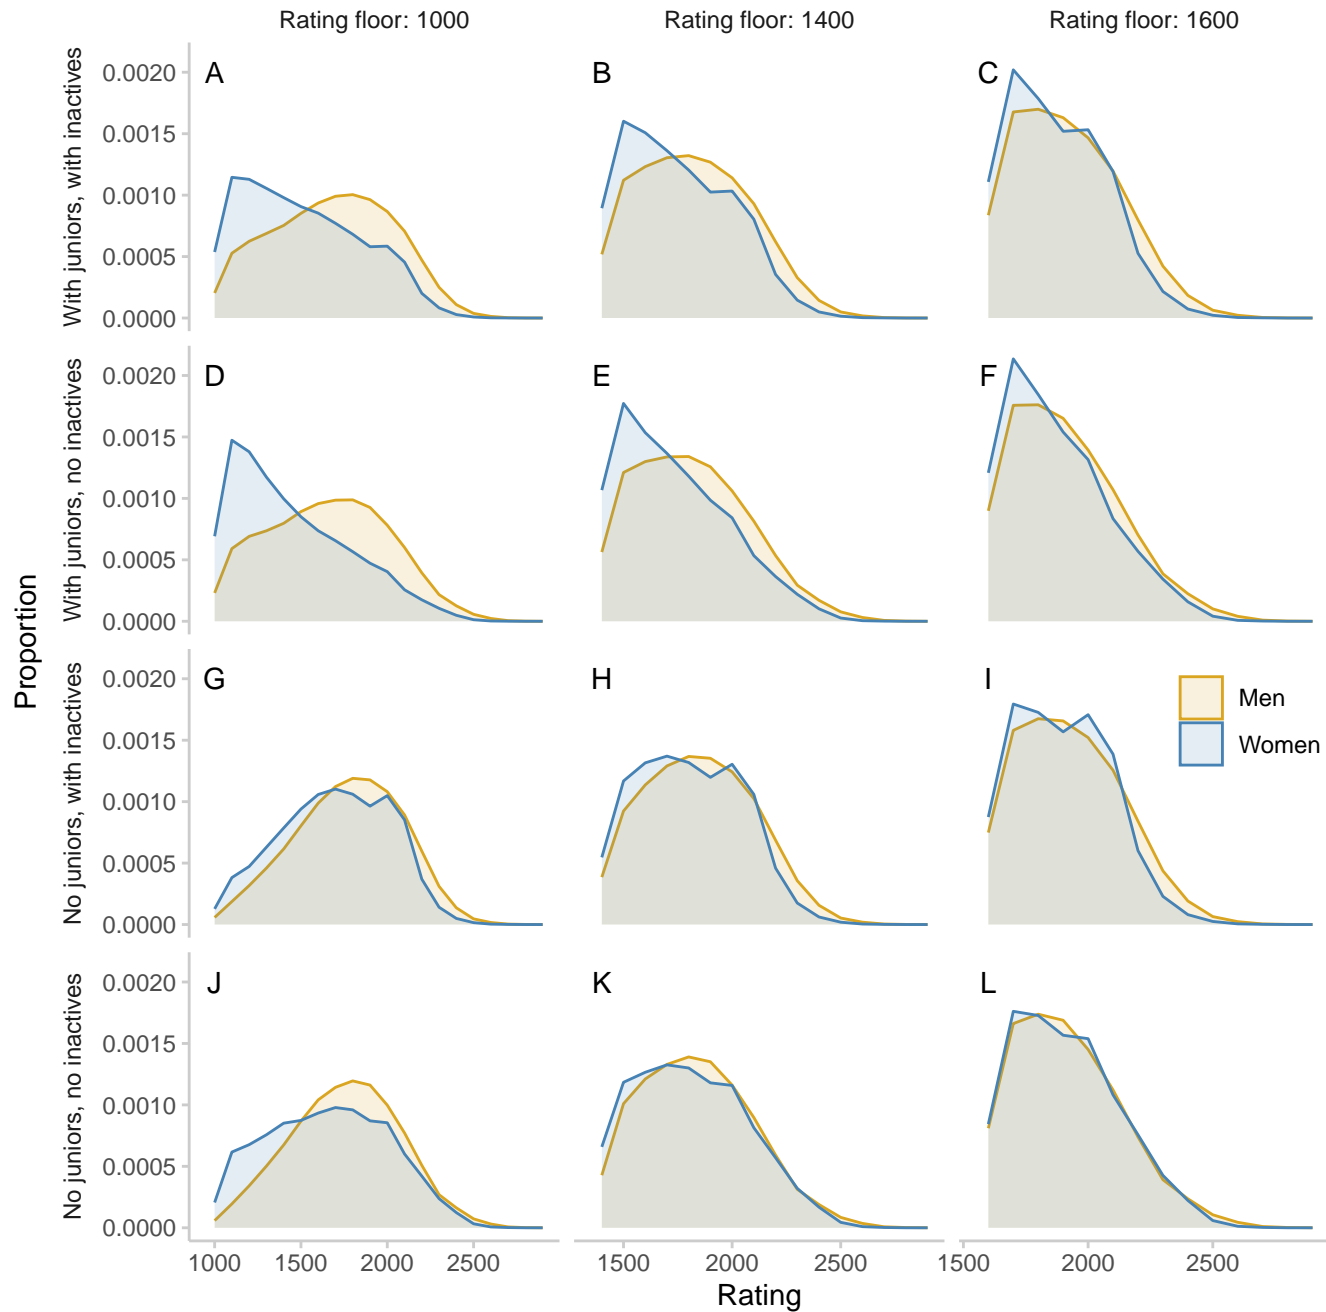 Rating floor: 1000
Rating floor: 1400
Rating floor: 1600
Proportion
With juniors, with inactives
0.0020
0.0015
0.0010
0.0005
0.0000
A
B
C
With juniors, no inactives
0.0020
0.0015
0.0010
0.0005
0.0000
D
E
F
No juniors, with inactives
0.0020
0.0015
0.0010
0.0005
0.0000
G
H
I
Men
Women
No juniors, no inactives
0.0020
0.0015
0.0010
0.0005
0.0000
J
K
L
1000 1500 2000 2500
1500 2000 2500
1500 2000 2500
Rating